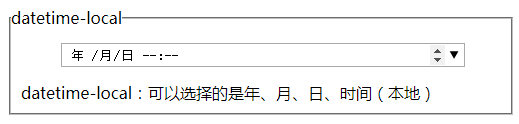 datetime-local
年 /月/日 --:--
datetime-local：可以选择的是年、月、日、时间（本地）